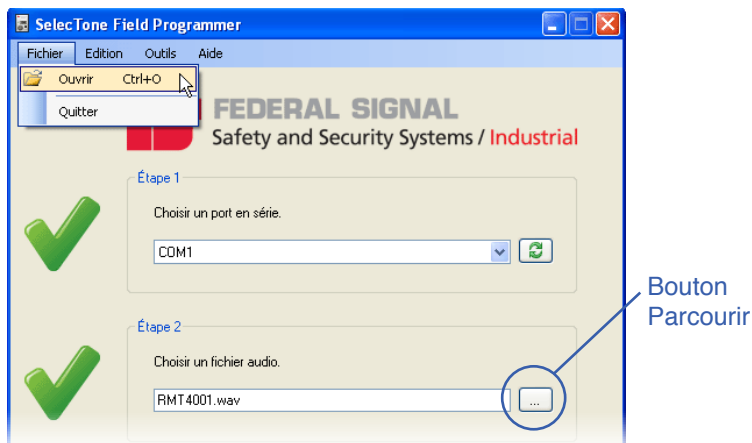 SelecTone Field Programmer
Fichier Edition Outils Aide
Ouvrir Ctrl+O
Quitter
FEDERAL SIGNAL
Safety and Security Systems / Industrial
Étape 1
Choisir un port en série.
COM1
Étape 2
Choisir un fichier audio.
RMT4001.wav
...
Bouton
Parcourir